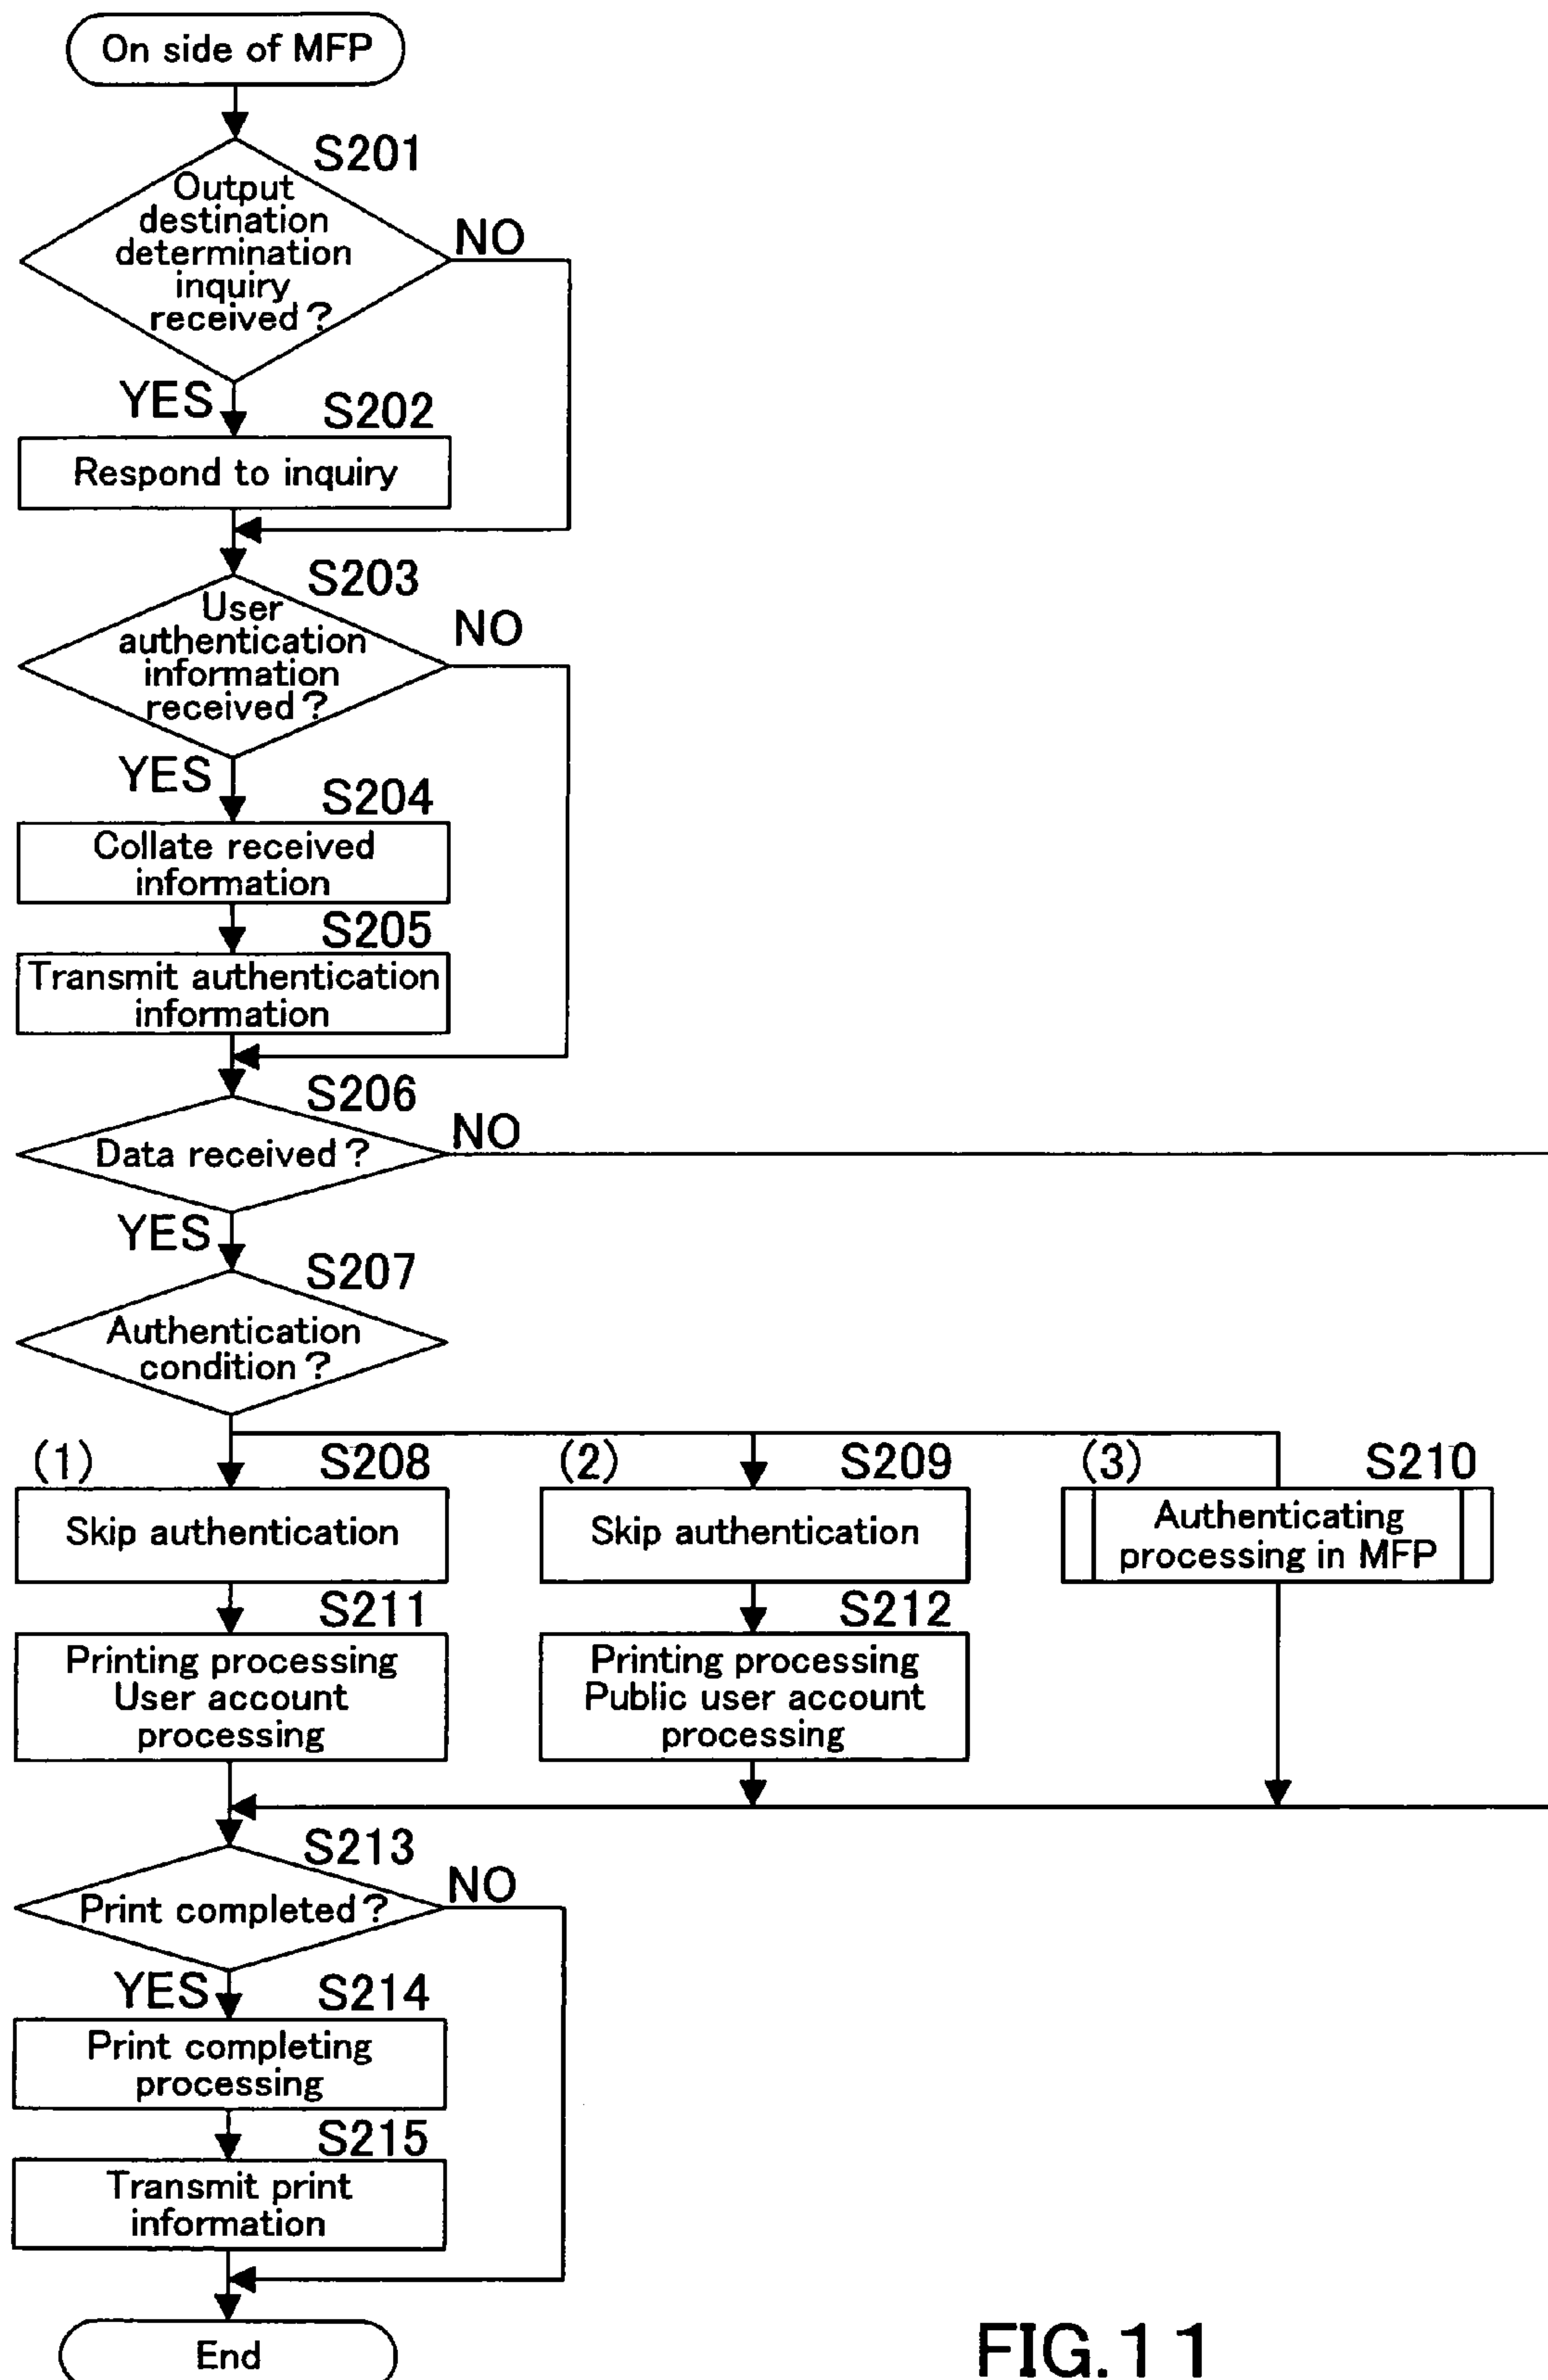 On side of MFP
S201
Output
destination
determination
inquiry
received?
NO
YES
S202
Respond to inquiry
S203
User
authentication
information
received?
NO
YES
S204
Collate received
information
S205
Transmit authentication
information
S206
Data received?
NO
YES
S207
Authentication
condition?
(1)
S208
Skip authentication
(2)
S209
Skip authentication
(3)
S210
Authenticating
processing in MFP
S211
Printing processing
User account
processing
S212
Printing processing
Public user account
processing
S213
Print completed?
NO
YES
S214
Print completing
processing
S215
Transmit print
information
End
FIG.11